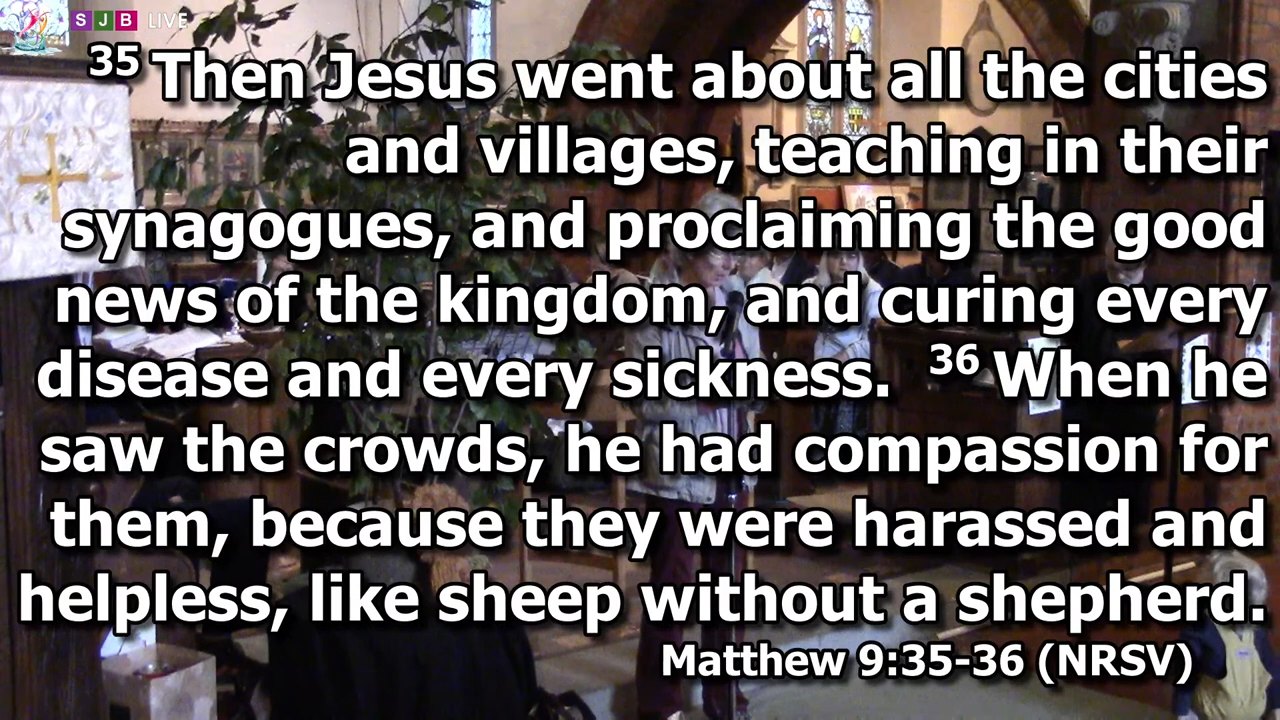 SJB LIVE
35 Then Jesus went about all the cities
and villages, teaching in their
synagogues, and proclaiming the good
news of the kingdom, and curing every
disease and every sickness. 36 When he
saw the crowds, he had compassion for
them, because they were harassed and
helpless, like sheep without a shepherd.
Matthew 9:35-36 (NRSV)